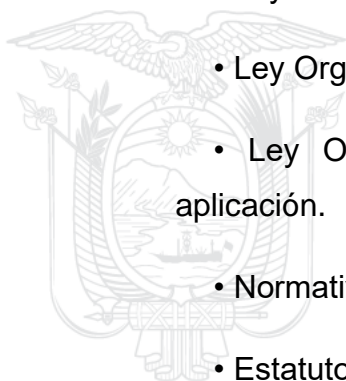 • Ley Org
• Ley O
aplicación.
• Normati
• Estatuto